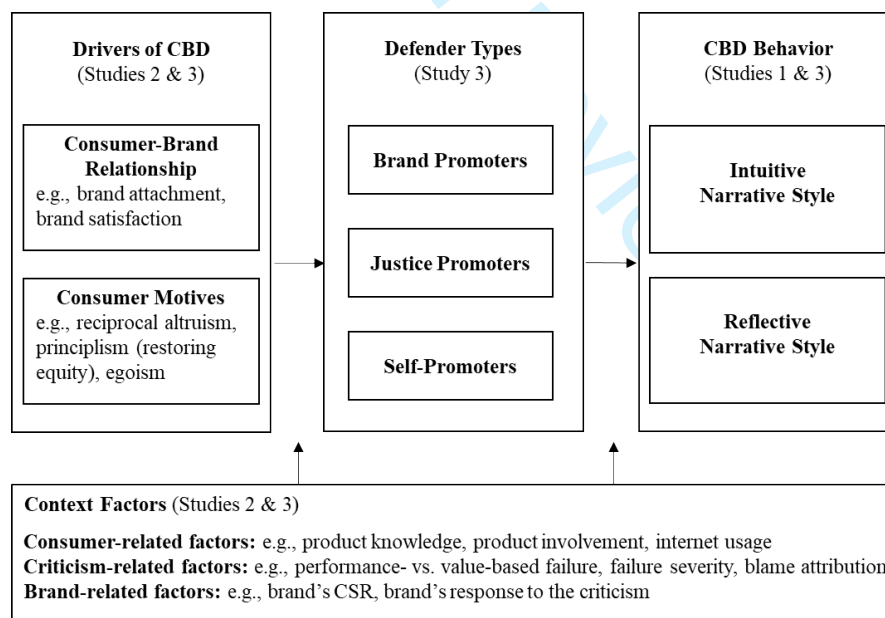 Drivers of CBD
(Studies 2 & 3)
Consumer-Brand
Relationship
e.g., brand attachment,
brand satisfaction
Consumer Motives
e.g., reciprocal altruism,
principlism (restoring
equity), egoism
Defender Types
(Study 3)
Brand Promoters
Justice Promoters
Self-Promoters
CBD Behavior
(Studies 1 & 3)
Intuitive
Narrative Style
Reflective
Narrative Style
Context Factors (Studies 2 & 3)
Consumer-related factors: e.g., product knowledge, product involvement, internet usage
Criticism-related factors: e.g., performance- vs. value-based failure, failure severity, blame attribution
Brand-related factors: e.g., brand's CSR, brand's response to the criticism